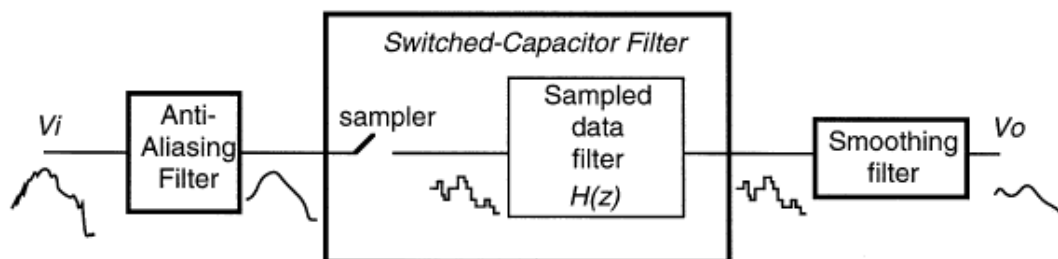 Switched-Capacitor Filter
Vi
Anti-
Aliasing
Filter
sampler
Sampled
data
filter
H(z)
Smoothing
filter
Vo